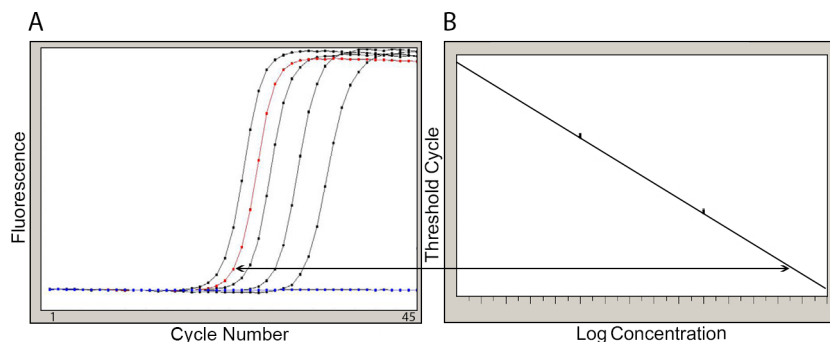 A
B
Fluorescence
Threshold Cycle
1
45
Cycle Number
Log Concentration